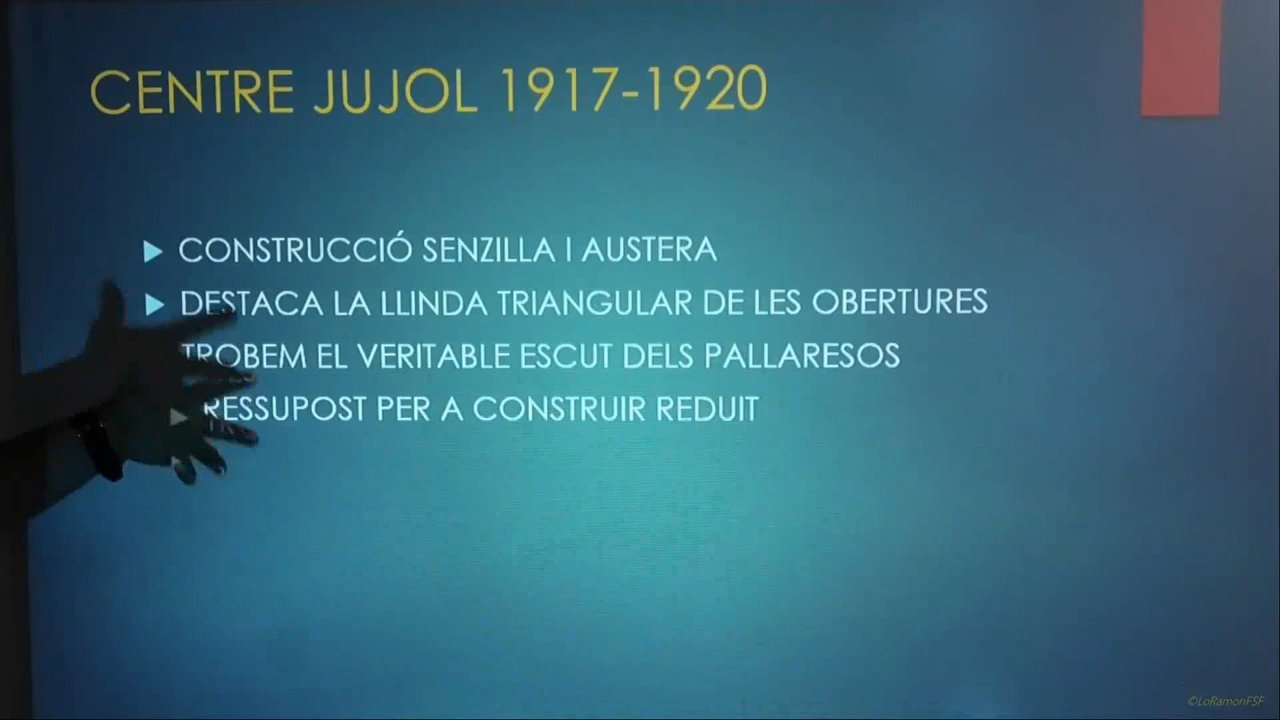 CENTRE JUJOL 1917-1920
CONSTRUCCIÓ SENZILLA I AUSTERA
DESTACA LA LLINDA TRIANGULAR DE LES OBERTURES
TROBEM EL VERITABLE ESCUT DELS PALLARESOS
PRESSUPOST PER A CONSTRUIR REDUIT
©LoRamonFSF